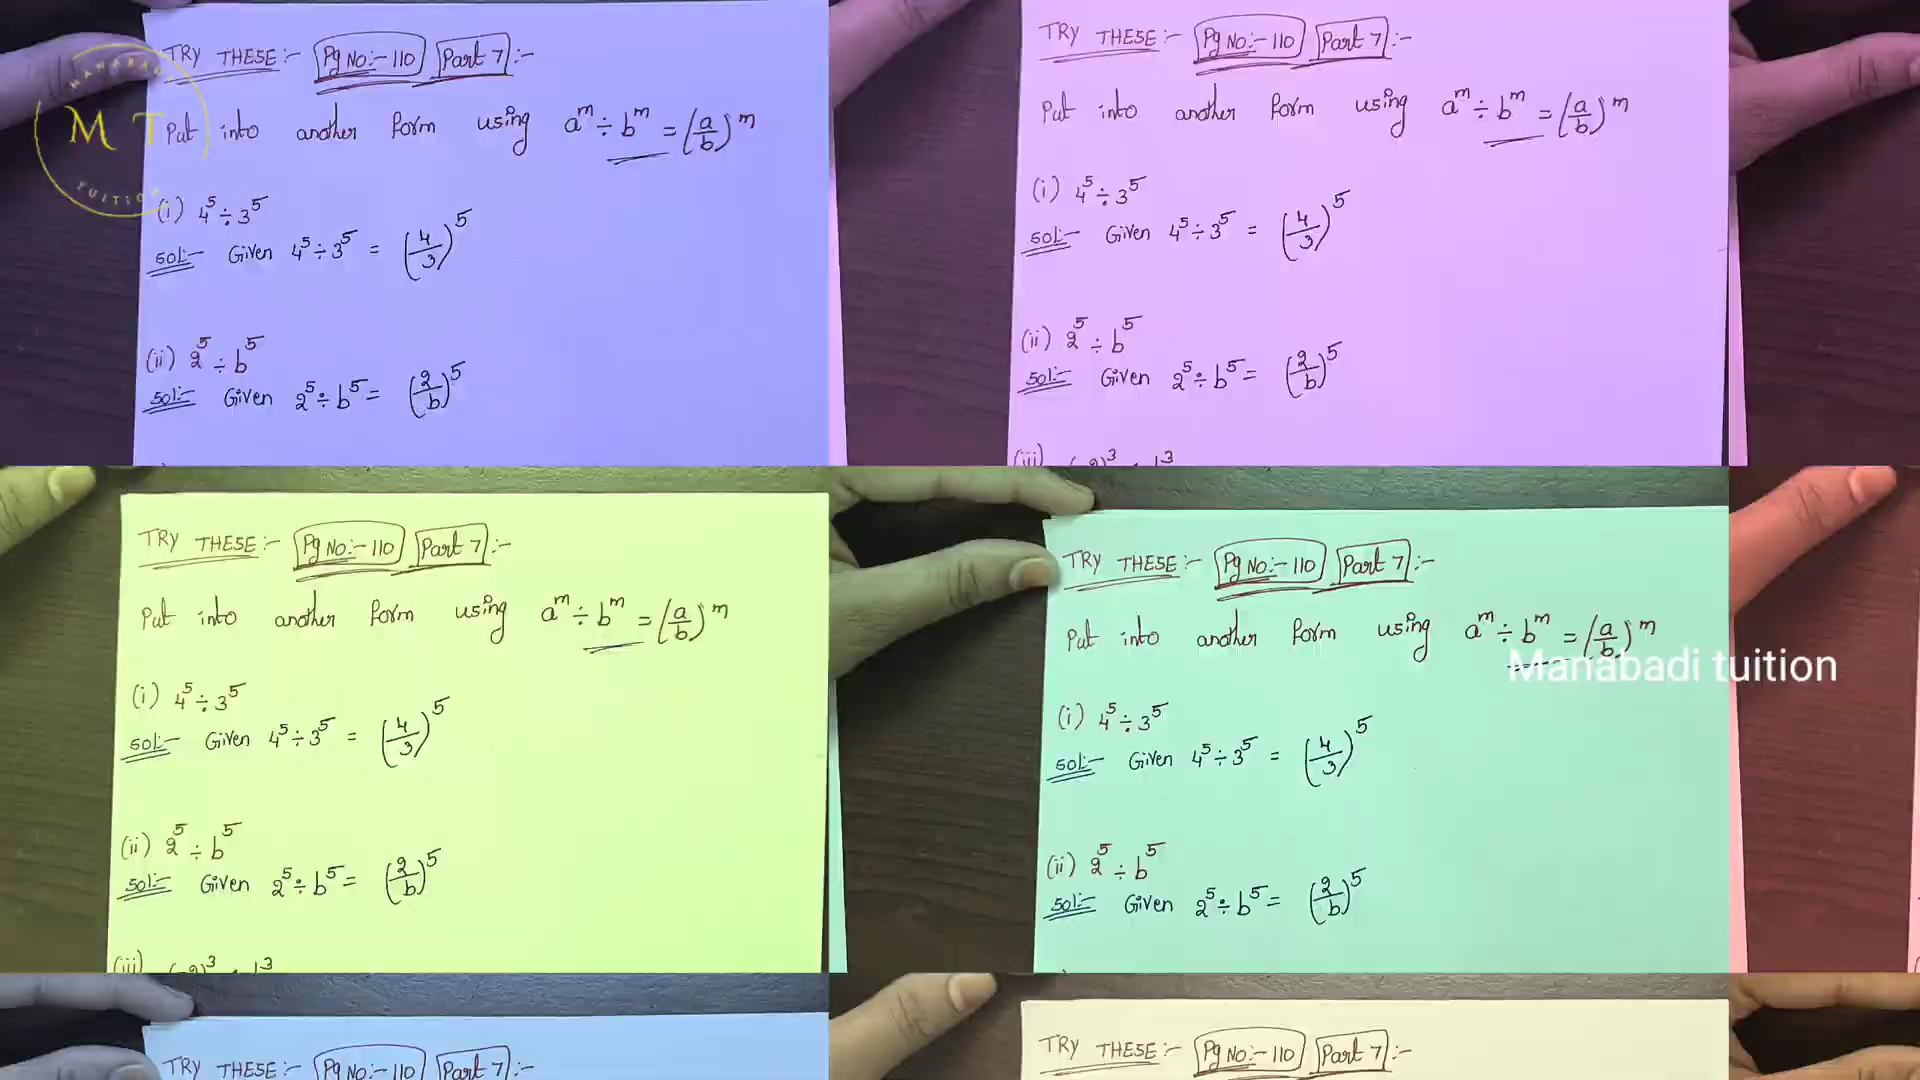 TRY THESE :- Pg No:- 110 Part 7 :-
Put into another form using a^m ÷ b^m = (a/b)^m
(i) 4^5 ÷ 3^5
Sol:- Given 4^5 ÷ 3^5 = (4/3)^5
(ii) 2^5 ÷ b^5
Sol:- Given 2^5 ÷ b^5 = (2/b)^5
MANABADI
M T
TUITION
TRY THESE :- Pg No:- 110 Part 7 :-
Put into another form using a^m ÷ b^m = (a/b)^m
(i) 4^5 ÷ 3^5
Sol:- Given 4^5 ÷ 3^5 = (4/3)^5
(ii) 2^5 ÷ b^5
Sol:- Given 2^5 ÷ b^5 = (2/b)^5
TRY THESE :- Pg No:- 110 Part 7 :-
Put into another form using a^m ÷ b^m = (a/b)^m
(i) 4^5 ÷ 3^5
Sol:- Given 4^5 ÷ 3^5 = (4/3)^5
(ii) 2^5 ÷ b^5
Sol:- Given 2^5 ÷ b^5 = (2/b)^5
TRY THESE :- Pg No:- 110 Part 7 :-
Put into another form using a^m ÷ b^m = (a/b)^m
Manabadi tuition
(i) 4^5 ÷ 3^5
Sol:- Given 4^5 ÷ 3^5 = (4/3)^5
(ii) 2^5 ÷ b^5
Sol:- Given 2^5 ÷ b^5 = (2/b)^5
TRY THESE :- Pg No:- 110 Part 7 :-
TRY THESE :- Pg No:- 110 Part 7 :-